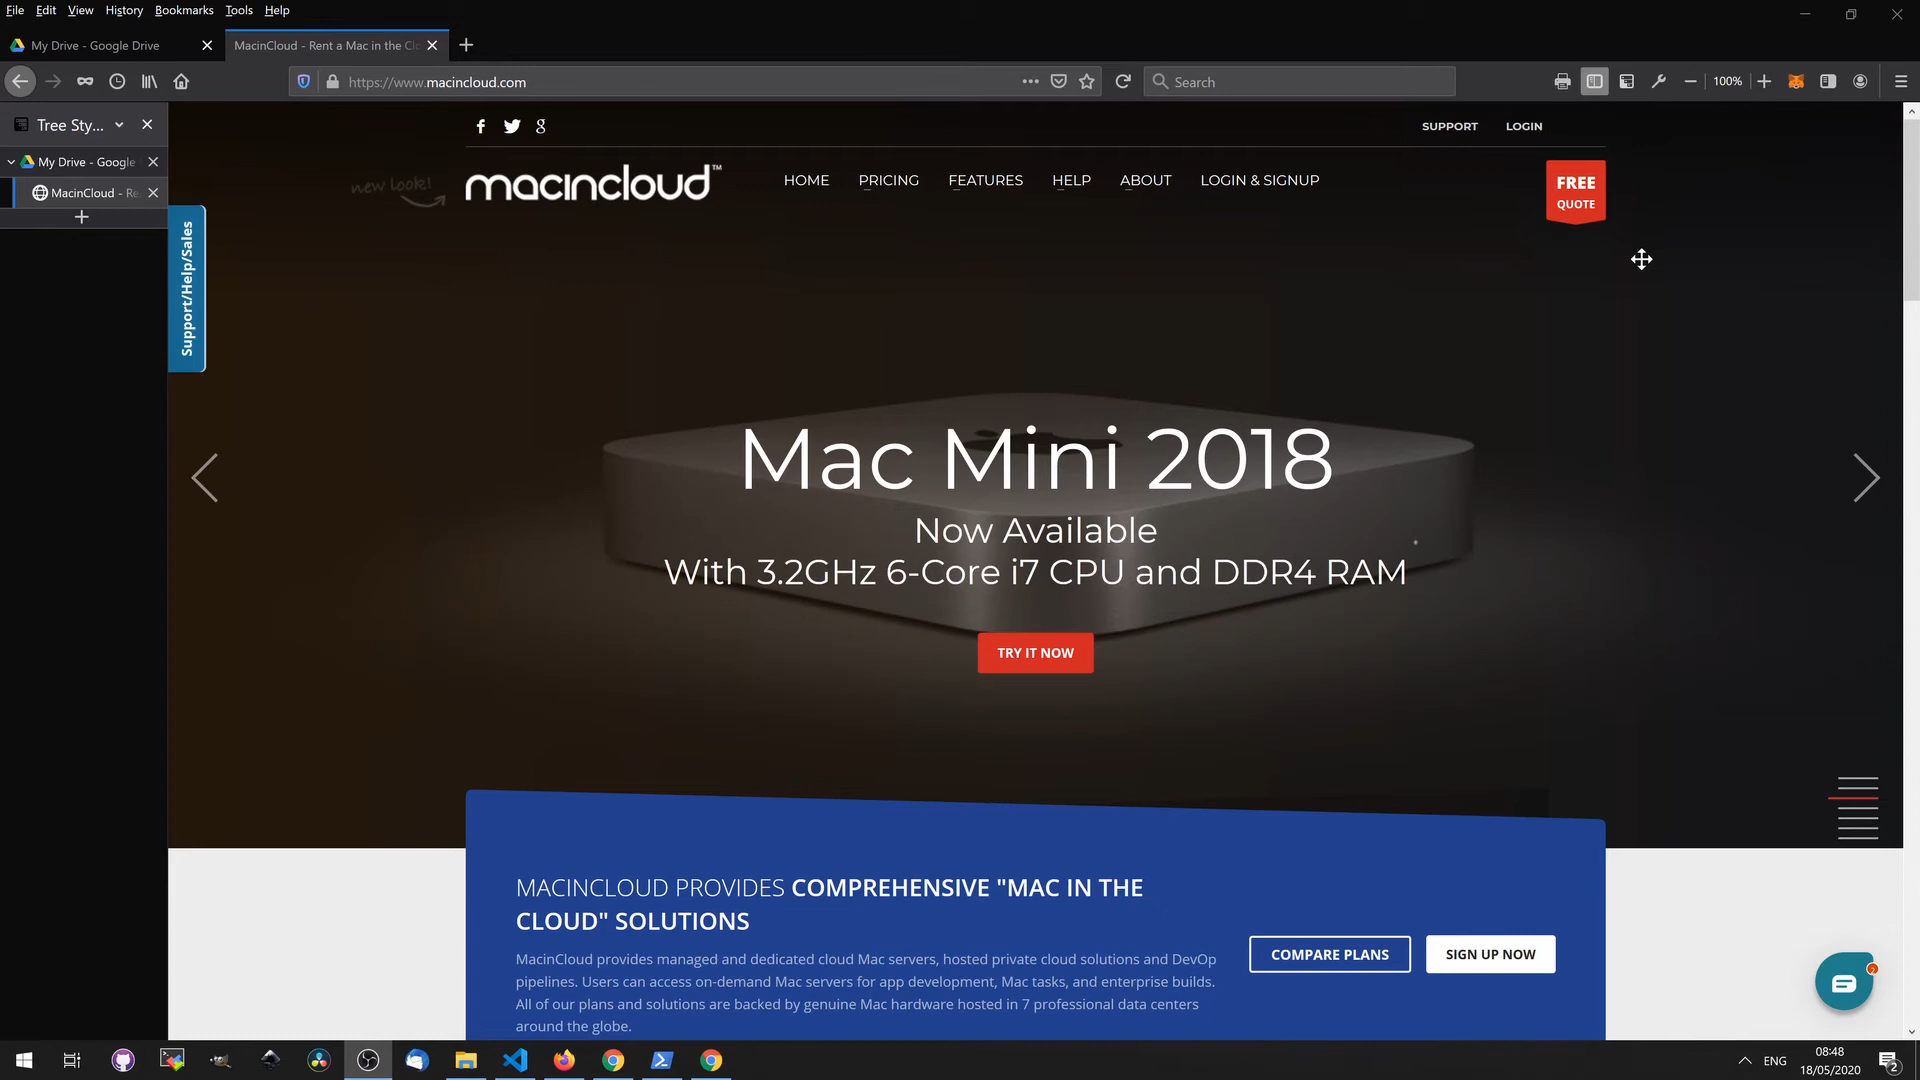 File Edit View History Bookmarks Tools Help
My Drive - Google Drive
MacinCloud - Rent a Mac in the Cl
https://www.macincloud.com
Search
100%
Tree Sty...
My Drive - Google
MacinCloud - Re
Support/Help/Sales
SUPPORT LOGIN
new look!
macincloud™
HOME PRICING FEATURES HELP ABOUT LOGIN & SIGNUP
FREE
QUOTE
Mac Mini 2018
Now Available
With 3.2GHz 6-Core i7 CPU and DDR4 RAM
TRY IT NOW
MACINCLOUD PROVIDES COMPREHENSIVE "MAC IN THE
CLOUD" SOLUTIONS
MacinCloud provides managed and dedicated cloud Mac servers, hosted private cloud solutions and DevOp
pipelines. Users can access on-demand Mac servers for app development, Mac tasks, and enterprise builds.
All of our plans and solutions are backed by genuine Mac hardware hosted in 7 professional data centers
around the globe.
COMPARE PLANS
SIGN UP NOW
ENG
08:48
18/05/2020
2